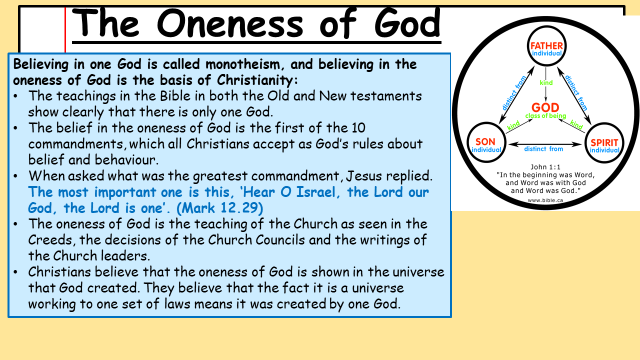 The Oneness of God
Believing in one God is called monotheism, and believing in the
oneness of God is the basis of Christianity:
• The teachings in the Bible in both the Old and New testaments
show clearly that there is only one God.
• The belief in the oneness of God is the first of the 10
commandments, which all Christians accept as God's rules about
belief and behaviour.
• When asked what was the greatest commandment, Jesus replied.
The most important one is this, 'Hear O Israel, the Lord our
God, the Lord is one'. (Mark 12.29)
• The oneness of God is the teaching of the Church as seen in the
Creeds, the decisions of the Church Councils and the writings of
the Church leaders.
• Christians believe that the oneness of God is shown in the universe
that God created. They believe that the fact it is a universe
working to one set of laws means it was created by one God.
FATHER
individual
distinct from
kind
distinct from
GOD
class of being
kind
kind
SON
individual
distinct from
SPIRIT
individual
John 1:1
"In the beginning was Word,
and Word was with God
and Word was God."
www.bible.ca